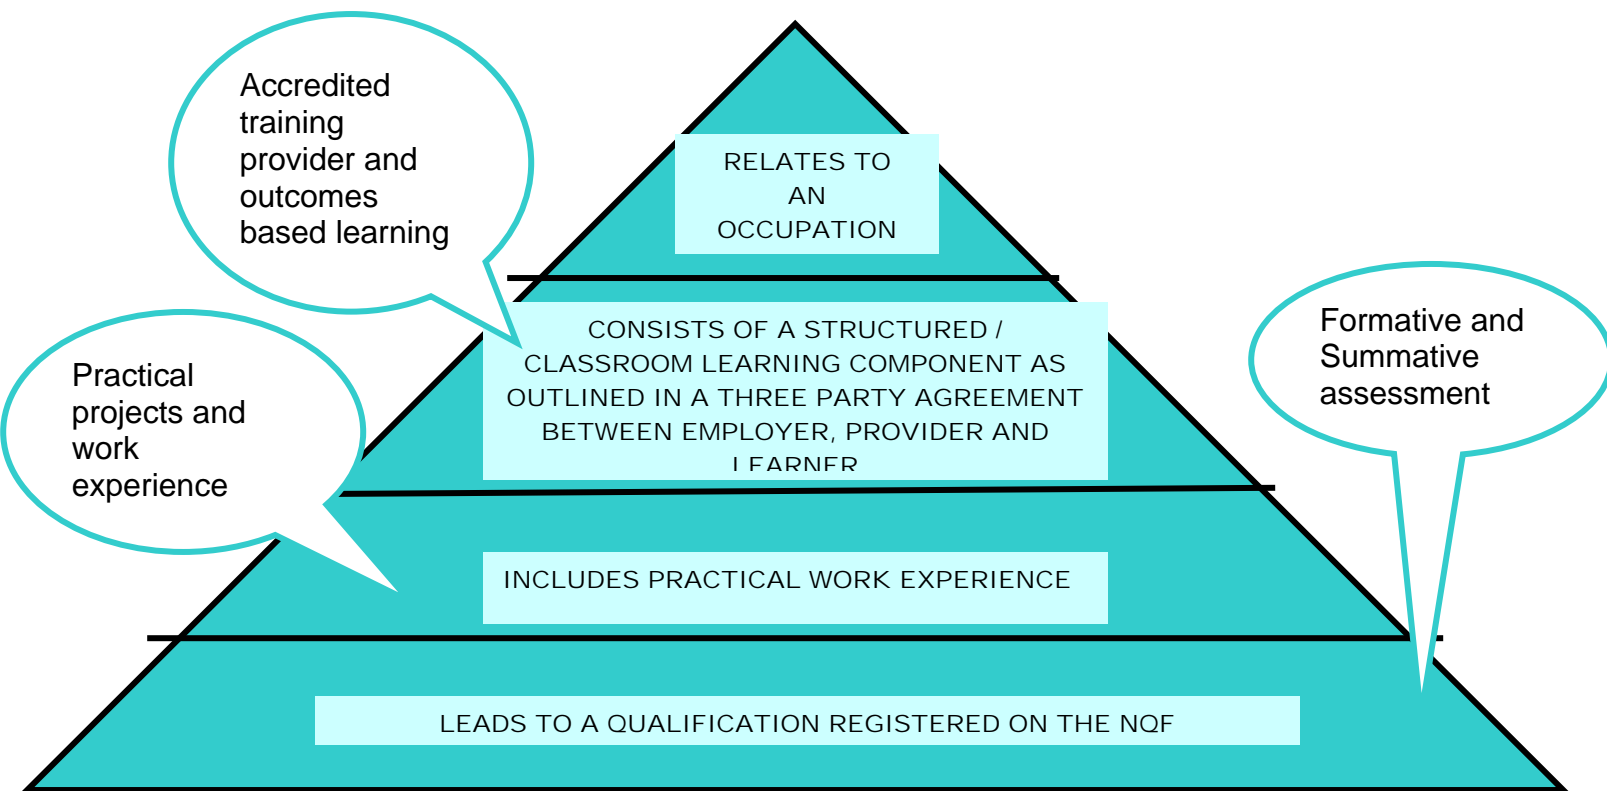 Accredited
training
provider and
outcomes
based learning
RELATES TO
AN
OCCUPATION
CONSISTS OF A STRUCTURED /
CLASSROOM LEARNING COMPONENT AS
OUTLINED IN A THREE PARTY AGREEMENT
BETWEEN EMPLOYER, PROVIDER AND
LEARNER
Formative and
Summative
assessment
Practical
projects and
work
experience
INCLUDES PRACTICAL WORK EXPERIENCE
LEADS TO A QUALIFICATION REGISTERED ON THE NQF